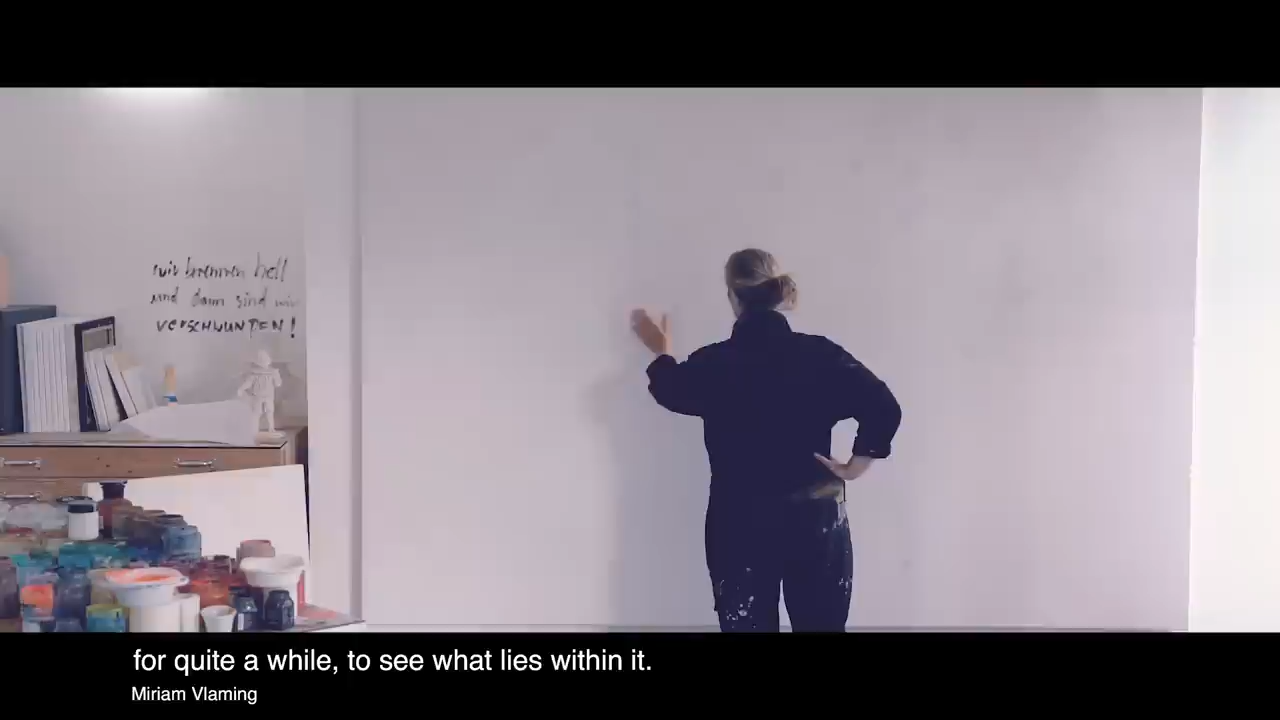 wir brennen hell
und dann sind wir
verschwunden!
for quite a while, to see what lies within it.
Miriam Vlaming